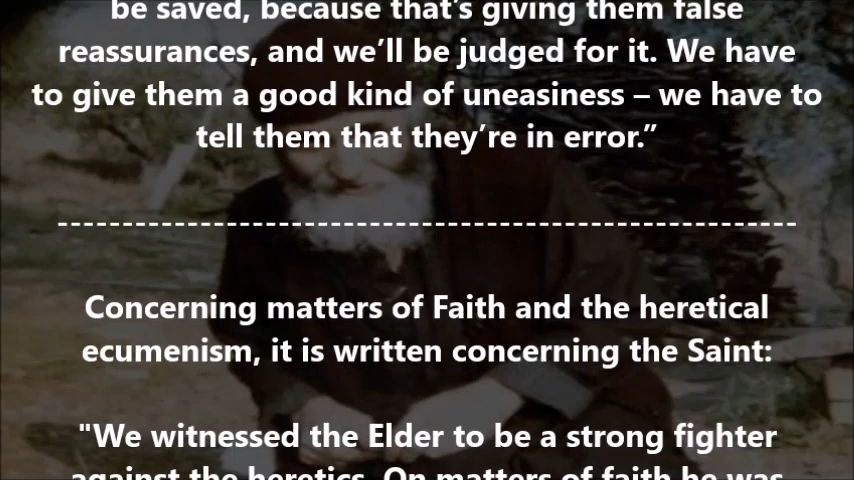 be saved, because that’s giving them false
reassurances, and we’ll be judged for it. We have
to give them a good kind of uneasiness – we have to
tell them that they’re in error.”
---------------------------------------------------------
Concerning matters of Faith and the heretical
ecumenism, it is written concerning the Saint:
"We witnessed the Elder to be a strong fighter
against the heretics. On matters of faith he was